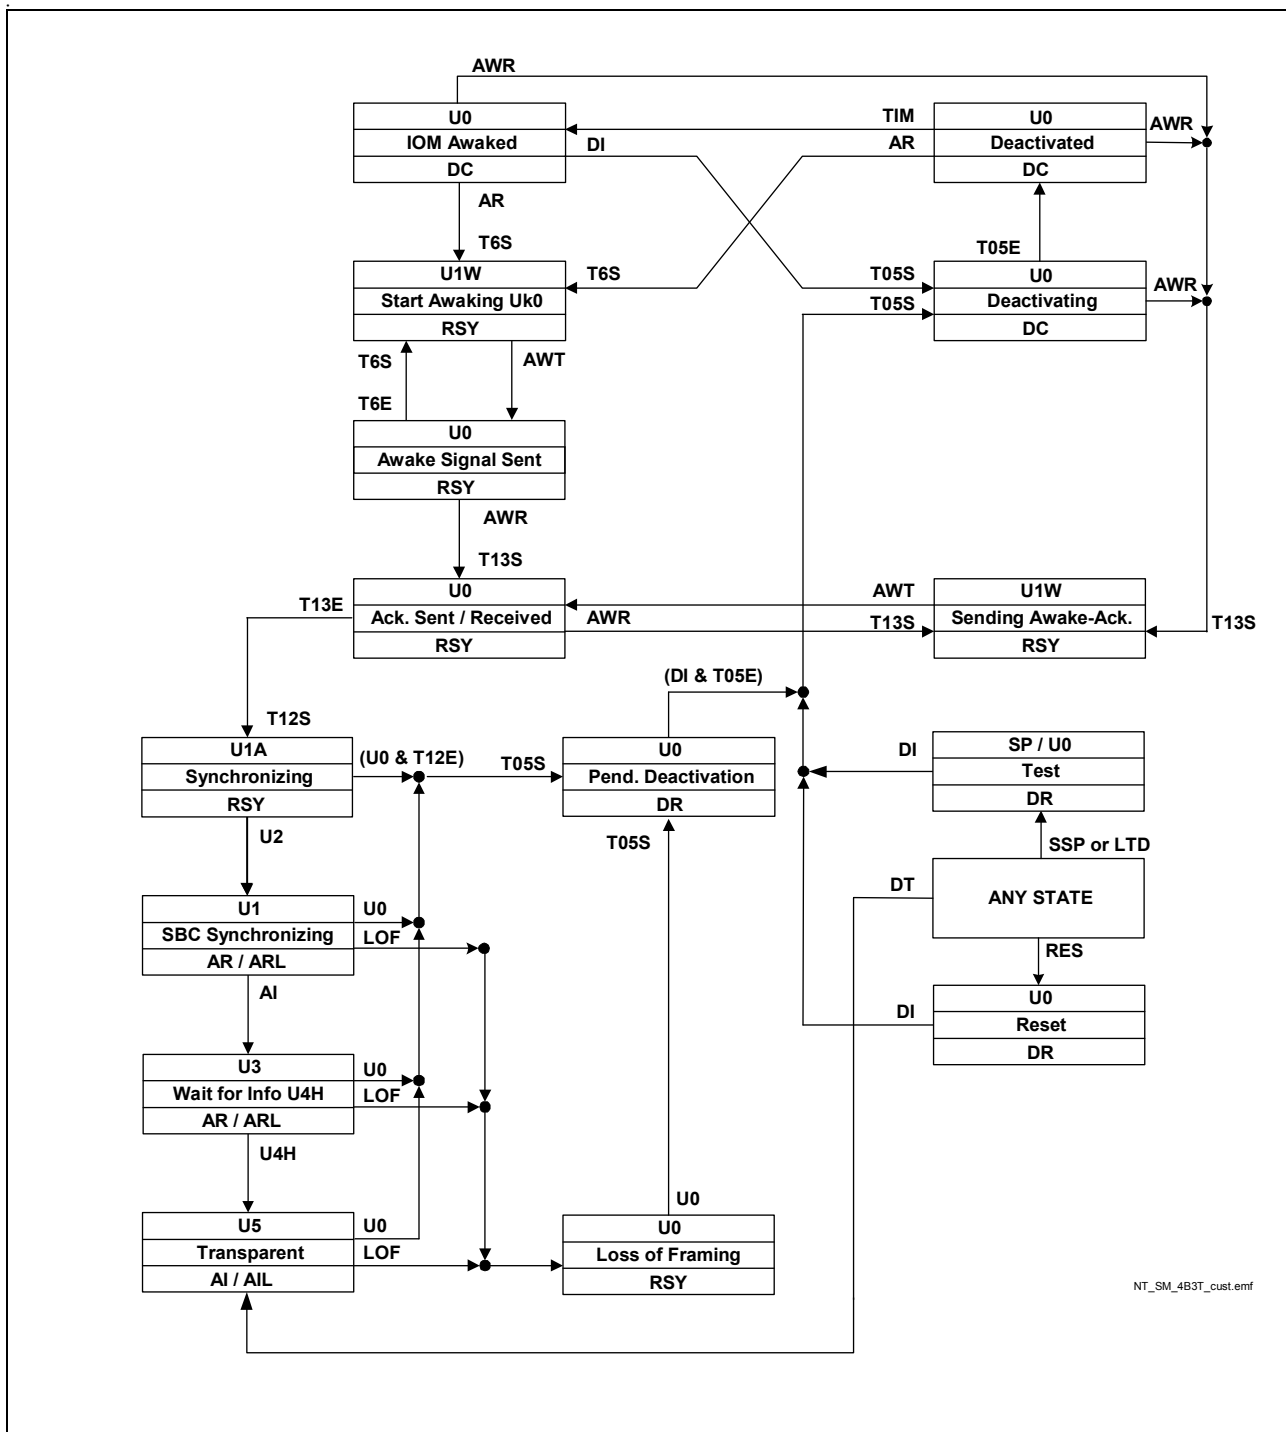 .
AWR
U0
IOM Awaked
DC
TIM
DI
AR
U0
Deactivated
DC
AWR
AR
T6S
T05E
U1W
Start Awaking Uk0
RSY
T6S
T05S
T05S
U0
Deactivating
DC
AWR
T6S
AWT
T6E
U0
Awake Signal Sent
RSY
AWR
T13S
T13E
U0
Ack. Sent / Received
RSY
AWR
AWT
T13S
U1W
Sending Awake-Ack.
RSY
T13S
(DI & T05E)
T12S
U1A
Synchronizing
RSY
(U0 & T12E)
T05S
U0
Pend. Deactivation
DR
DI
SP / U0
Test
DR
U2
T05S
SSP or LTD
DT
ANY STATE
U1
SBC Synchronizing
AR / ARL
U0
LOF
RES
AI
DI
U0
Reset
DR
U3
Wait for Info U4H
AR / ARL
U0
LOF
U4H
U0
U5
Transparent
AI / AIL
U0
LOF
U0
Loss of Framing
RSY
NT_SM_4B3T_cust.emf